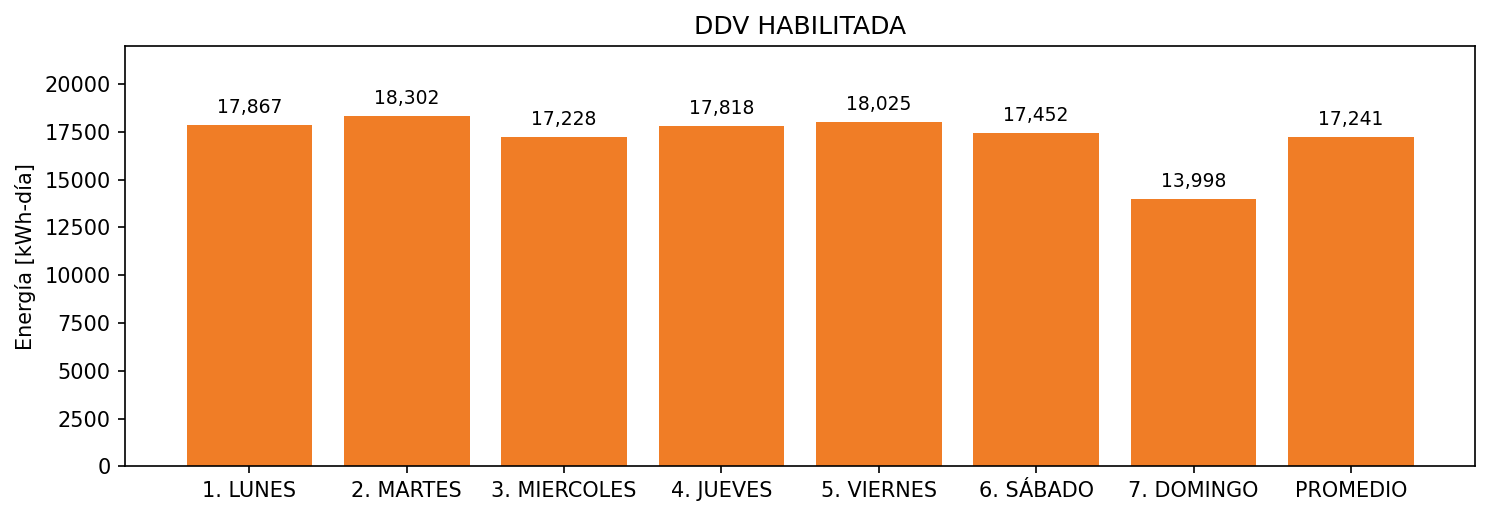 DDV HABILITADA
Energía [kWh-día]
20000
17500
15000
12500
10000
7500
5000
2500
0
17,867
18,302
17,228
17,818
18,025
17,452
13,998
17,241
1. LUNES
2. MARTES
3. MIERCOLES
4. JUEVES
5. VIERNES
6. SÁBADO
7. DOMINGO
PROMEDIO